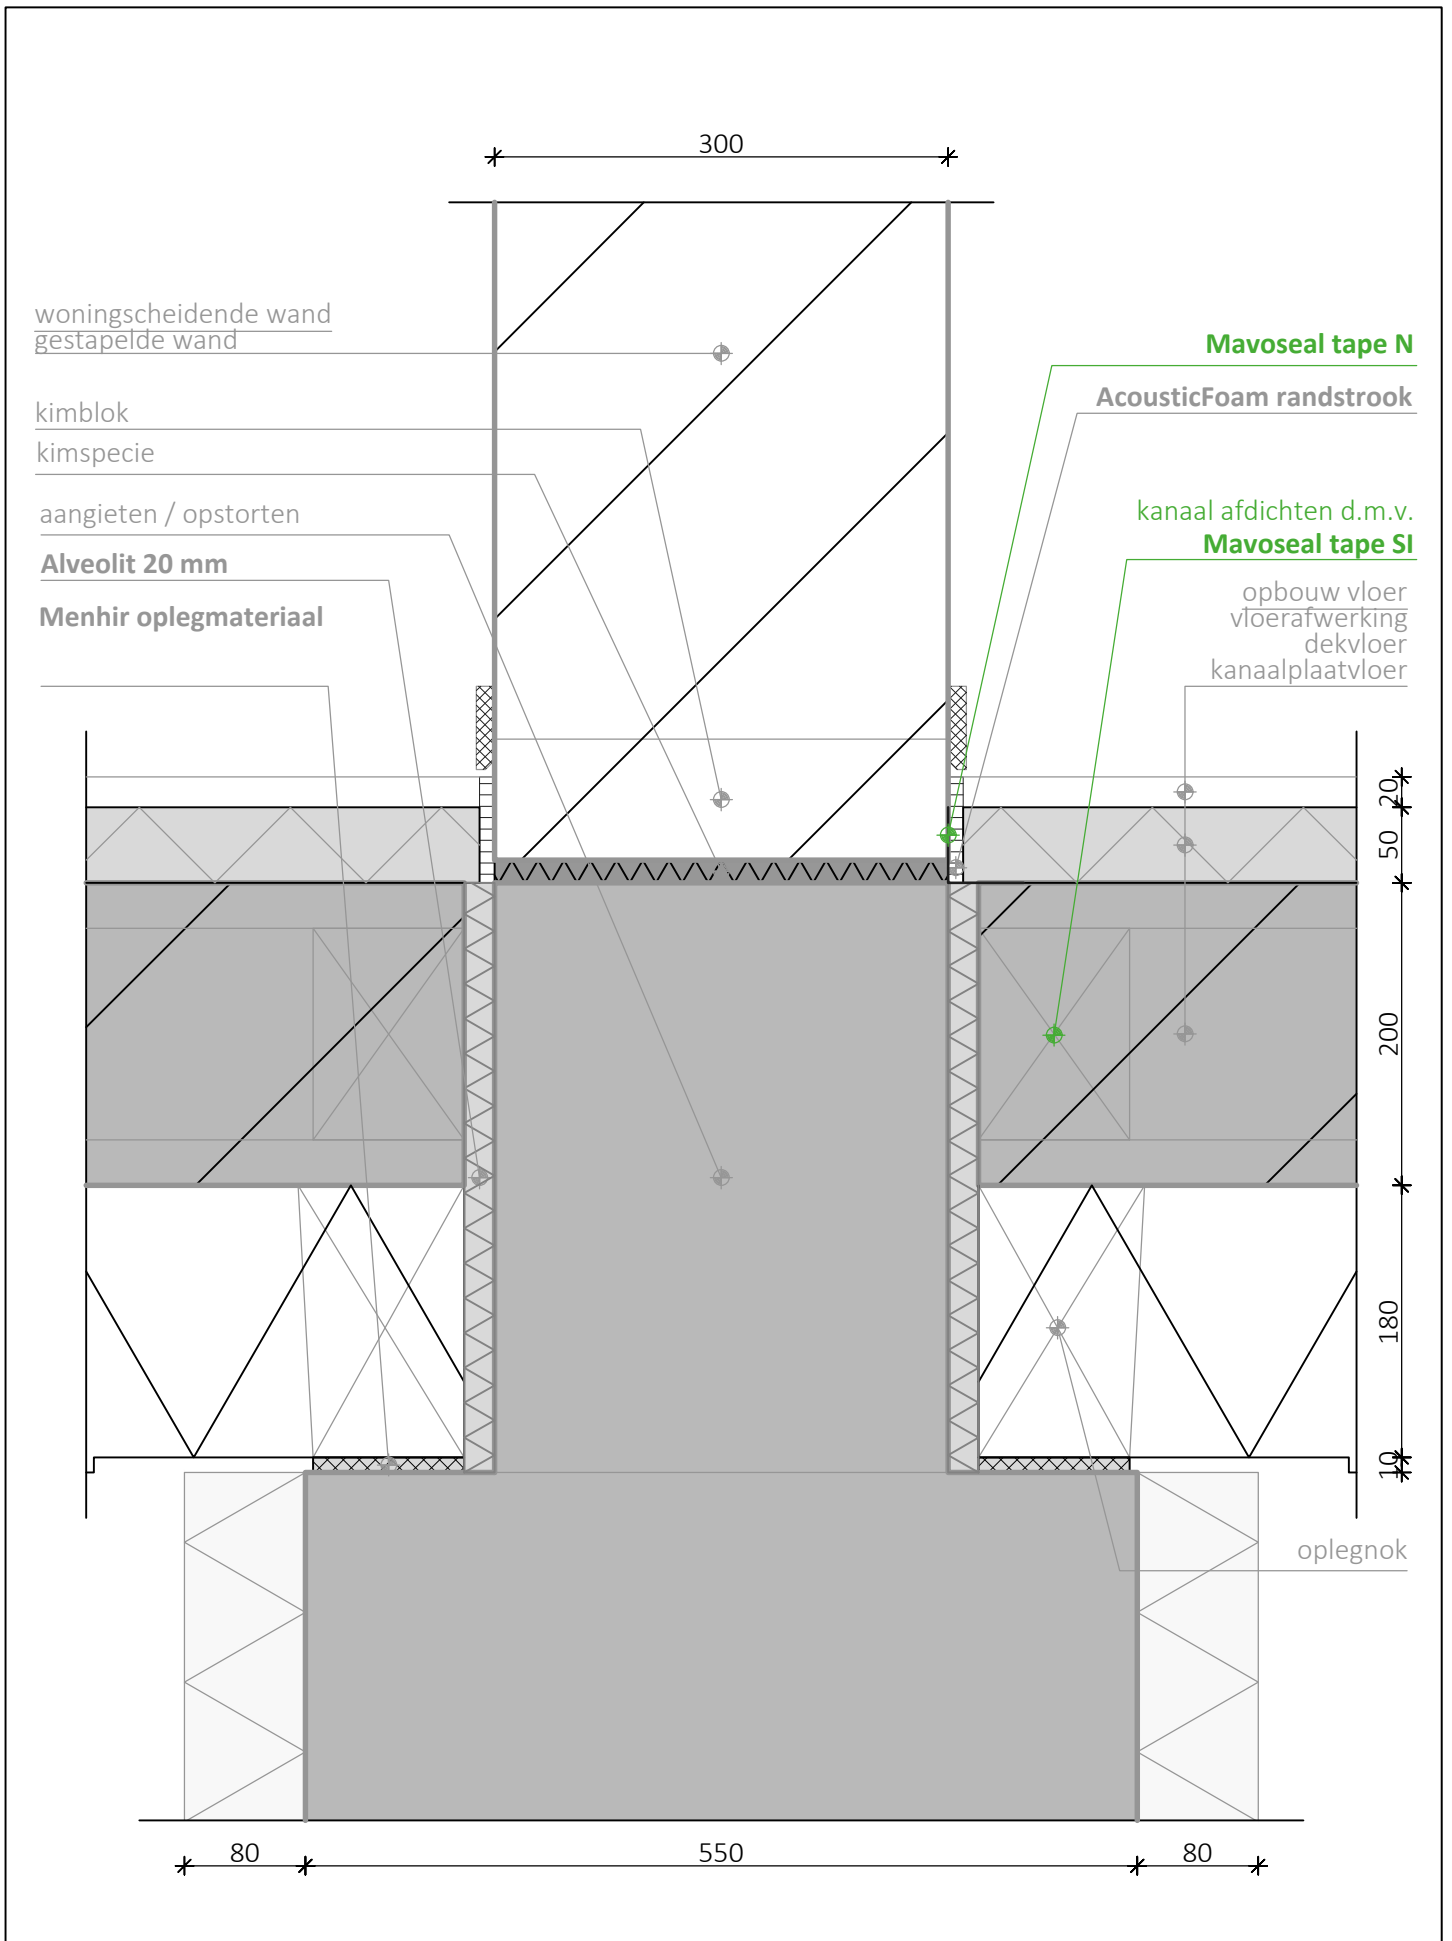 300
woningscheidende wand
gestapelde wand
kimblok
kimspecie
aangieten / opstorten
Alveolit 20 mm
Menhir oplegmateriaal
Mavoseal tape N
AcousticFoam randstrook
kanaal afdichten d.m.v.
Mavoseal tape SI
opbouw vloer
vloerafwerking
dekvloer
kanaalplaatvloer
20
50
200
180
10
oplegnok
80
550
80